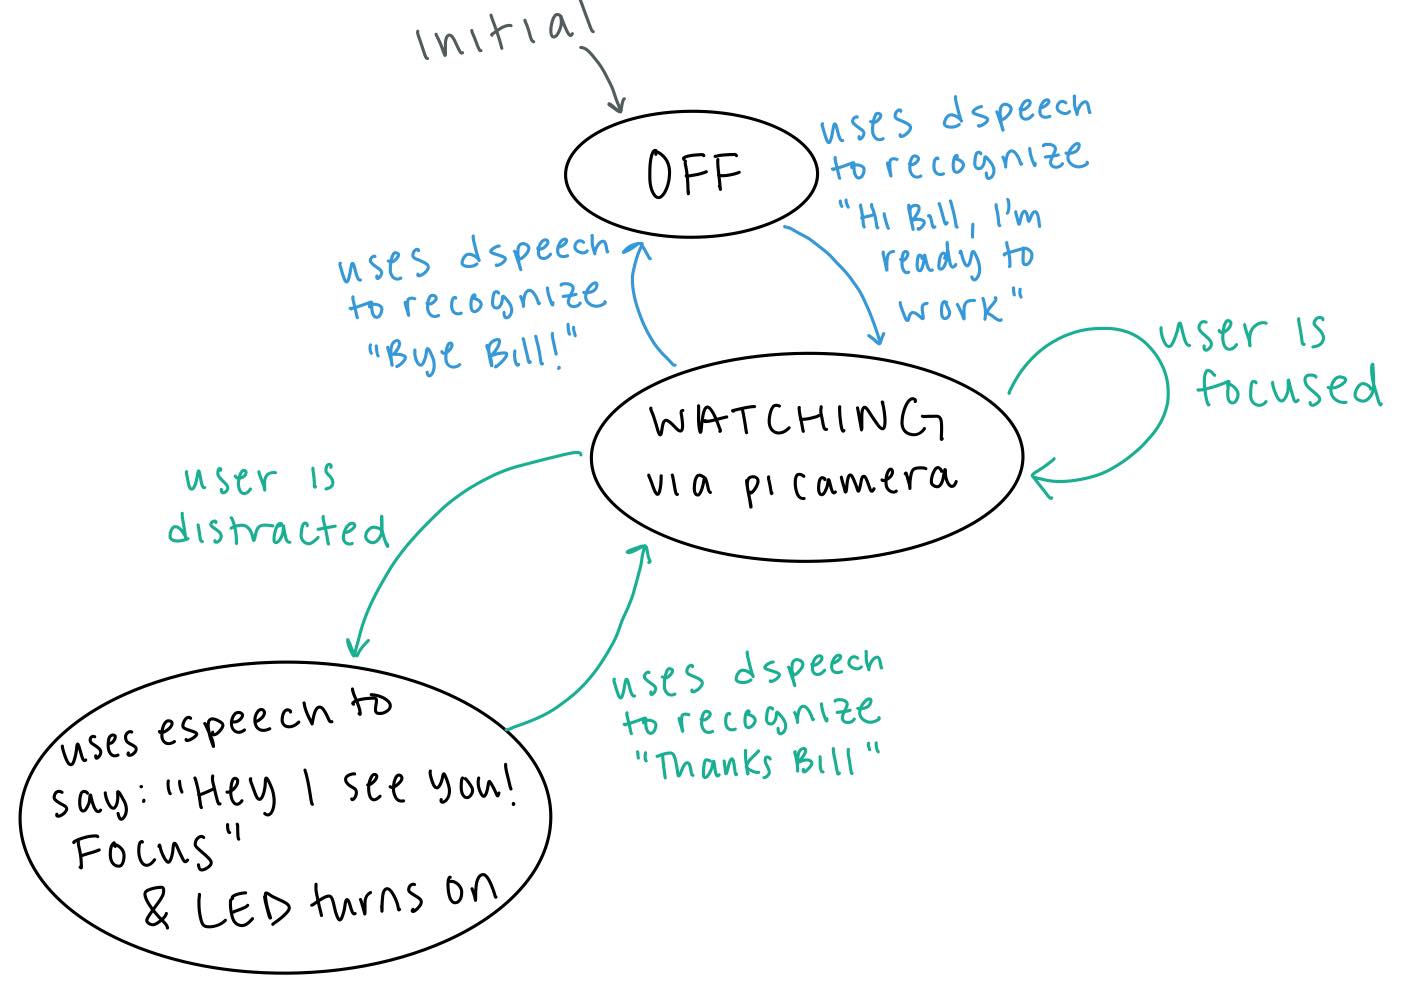 Initial
OFF
uses dspeech
to recognize
"Hi Bill, I'm
ready to
work"
uses dspeech
to recognize
"Bye Bill!"
WATCHING
via picamera
user is
focused
user is
distracted
uses espeech to
say: "Hey I see you!
Focus"
& LED turns on
uses dspeech
to recognize
"Thanks Bill"